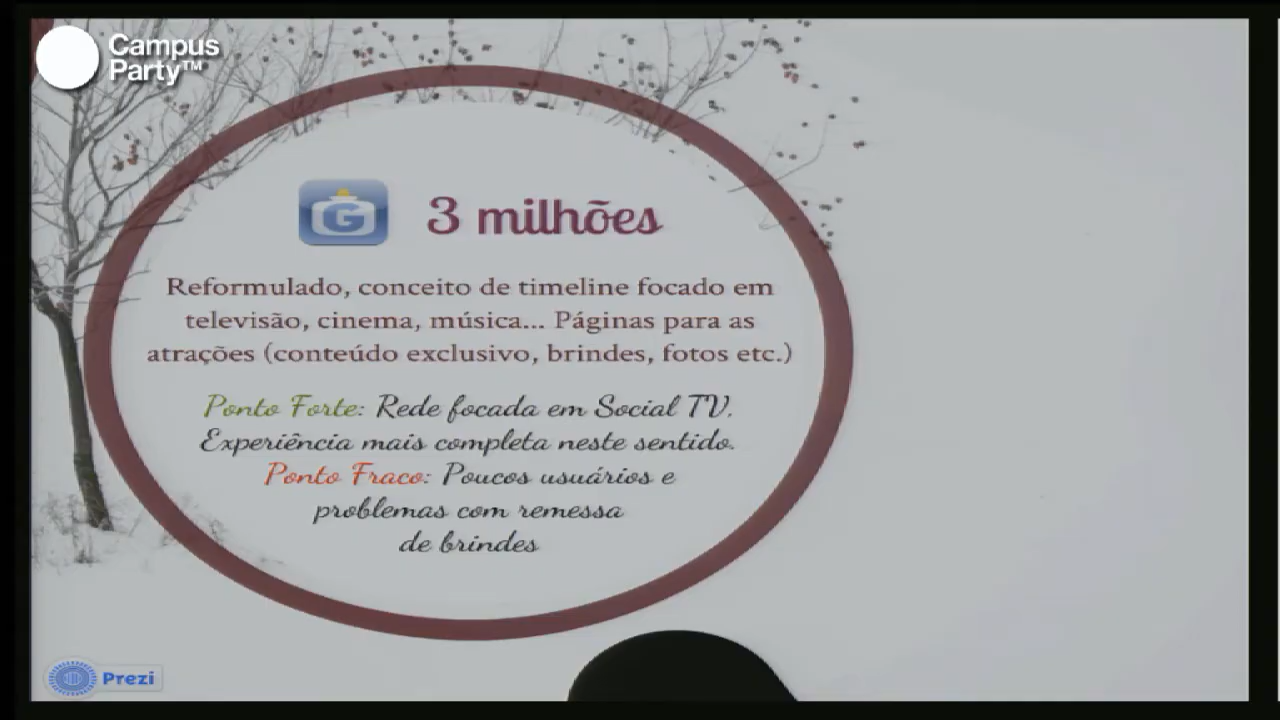 Campus
Party™
G
3 milhões
Reformulado, conceito de timeline focado em
televisão, cinema, música... Páginas para as
atrações (conteúdo exclusivo, brindes, fotos etc.)
Ponto Forte: Rede focada em Social TV.
Experiência mais completa neste sentido.
Ponto Fraco: Poucos usuários e
problemas com remessa
de brindes
Prezi